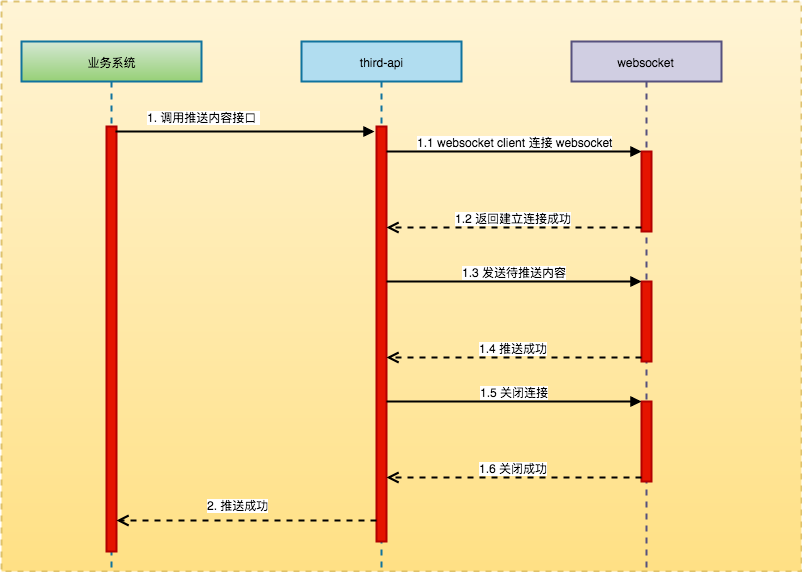 业务系统
third-api
websocket
1. 调用推送内容接口
1.1 websocket client 连接 websocket
1.2 返回建立连接成功
1.3 发送待推送内容
1.4 推送成功
1.5 关闭连接
1.6 关闭成功
2. 推送成功